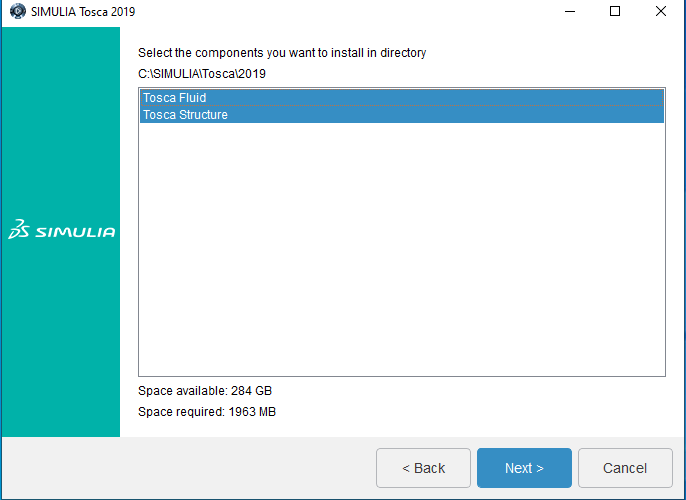 SIMULIA Tosca 2019
Select the components you want to install in directory
C:\SIMULIA\Tosca\2019
Tosca Fluid
Tosca Structure
SIMULIA
Space available: 284 GB
Space required: 1963 MB
< Back
Next >
Cancel